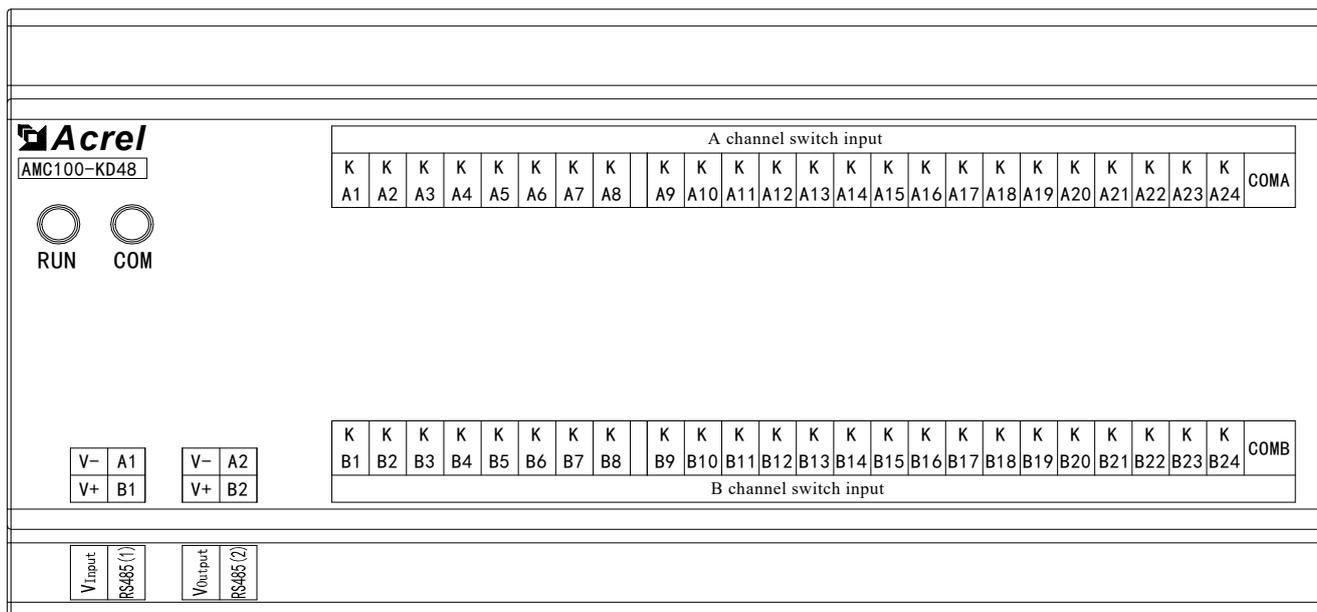 Acrel
AMC100-KD48
RUN COM
A channel switch input
K K K K K K K K K K K K K K K K K K K K K K K K COMA
A1 A2 A3 A4 A5 A6 A7 A8 A9 A10 A11 A12 A13 A14 A15 A16 A17 A18 A19 A20 A21 A22 A23 A24
K K K K K K K K K K K K K K K K K K K K K K K K COMB
B1 B2 B3 B4 B5 B6 B7 B8 B9 B10 B11 B12 B13 B14 B15 B16 B17 B18 B19 B20 B21 B22 B23 B24
B channel switch input
V- A1 V- A2
V+ B1 V+ B2
VInput RS485(1) VOutput RS485(2)